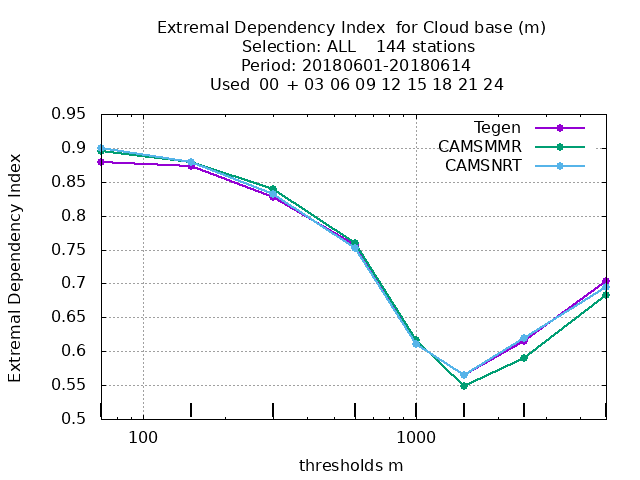 Extremal Dependency Index  for Cloud base (m)
Selection: ALL    144 stations
Period: 20180601-20180614
Used  00 + 03 06 09 12 15 18 21 24
Extremal Dependency Index
0.95
0.9
0.85
0.8
0.75
0.7
0.65
0.6
0.55
0.5
Tegen
CAMSMMR
CAMSNRT
100
1000
thresholds m